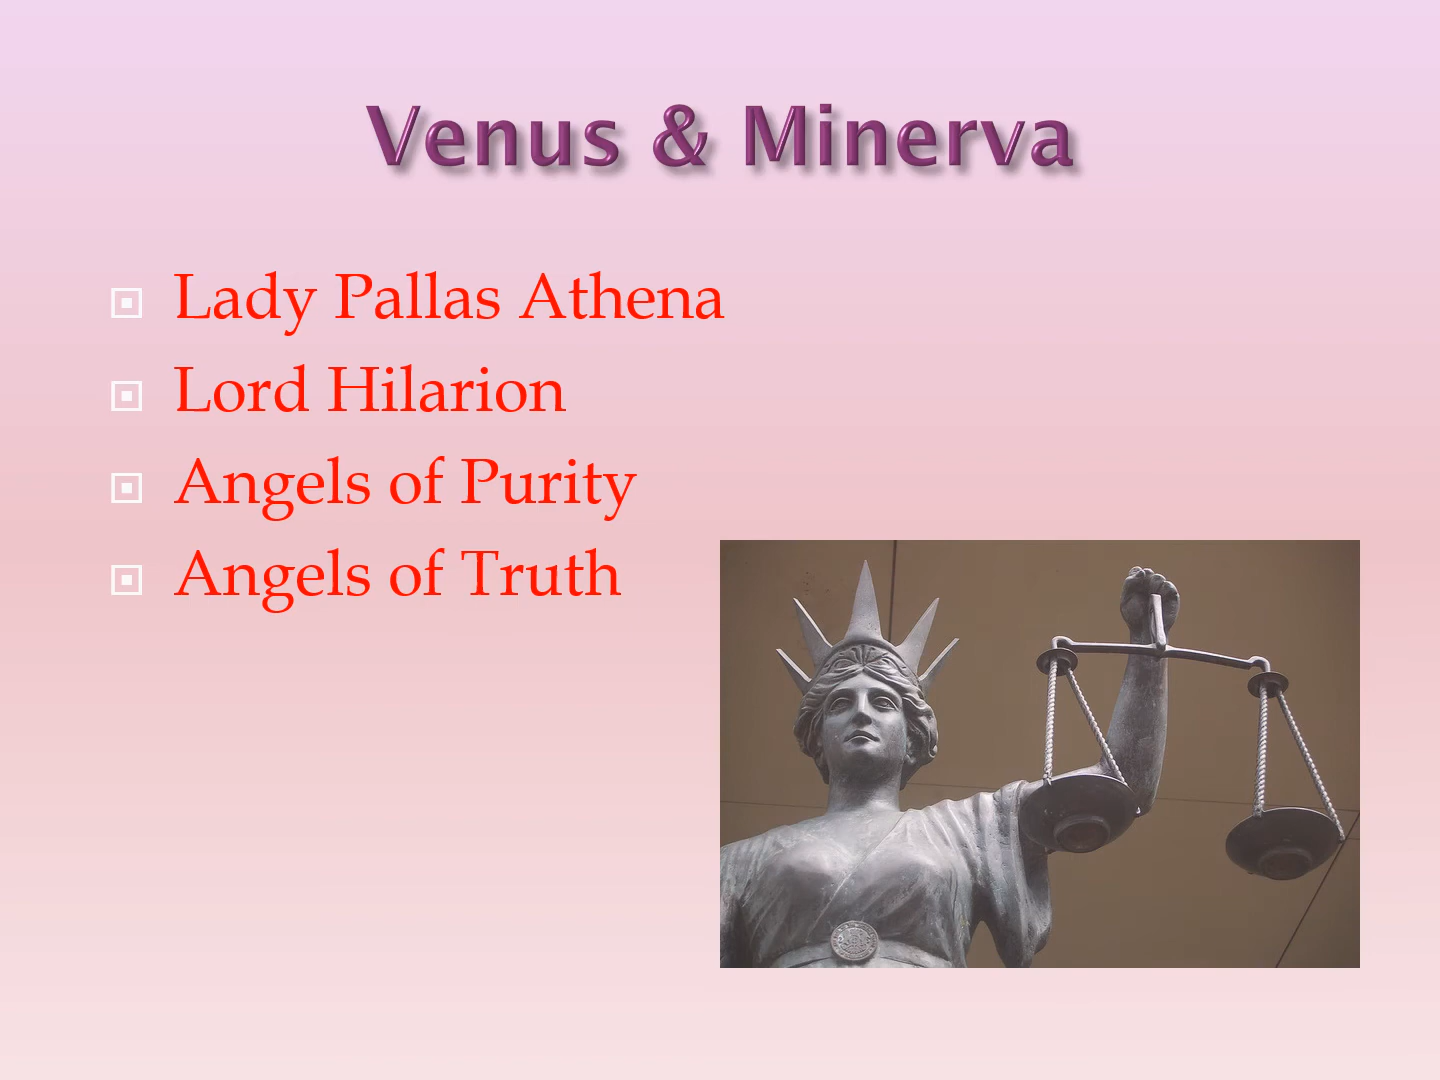 Venus & Minerva
Lady Pallas Athena
Lord Hilarion
Angels of Purity
Angels of Truth